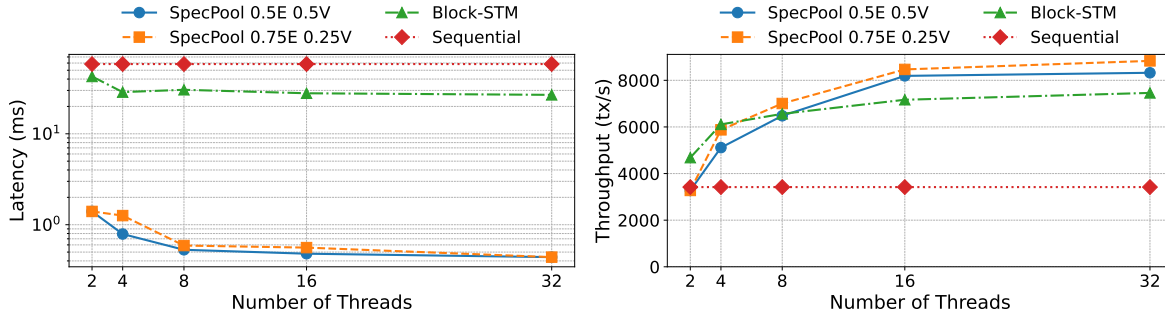 SpecPool 0.5E 0.5V
SpecPool 0.75E 0.25V
Block-STM
Sequential
Latency (ms)
10¹
10⁰
2 4 8 16 32
Number of Threads
SpecPool 0.5E 0.5V
SpecPool 0.75E 0.25V
Block-STM
Sequential
Throughput (tx/s)
8000
6000
4000
2000
0
2 4 8 16 32
Number of Threads